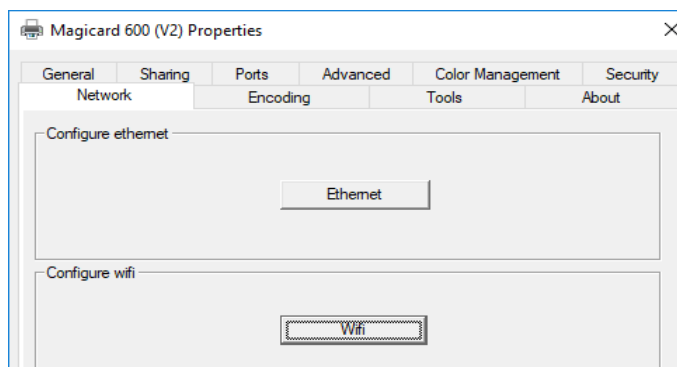 Magicard 600 (V2) Properties
General Sharing Ports Advanced Color Management Security
Network Encoding Tools About
Configure ethernet
Ethernet
Configure wifi
Wifi